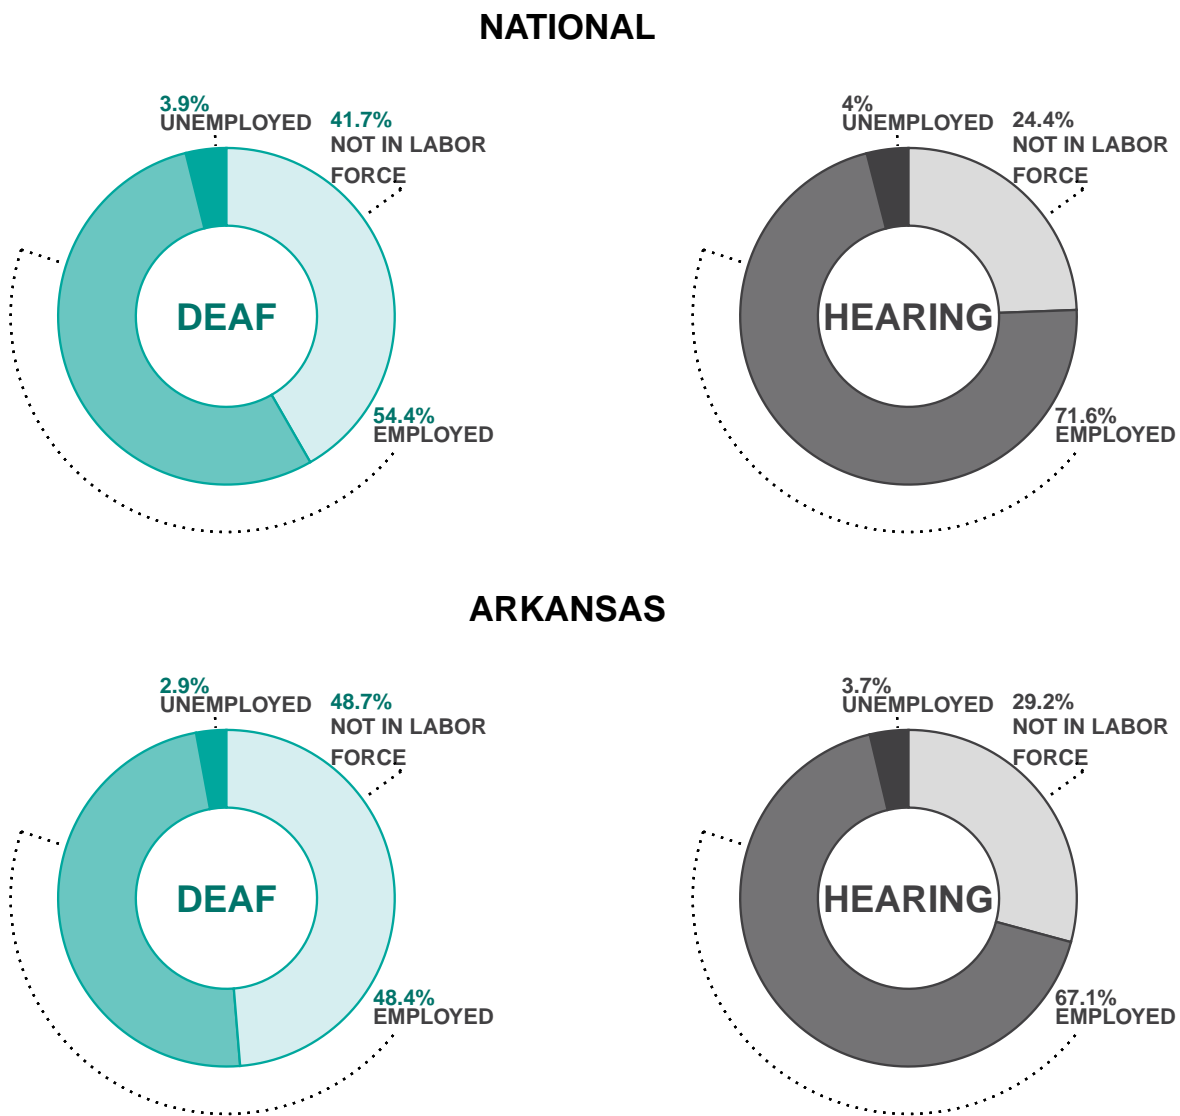 NATIONAL
3.9%
UNEMPLOYED
41.7%
NOT IN LABOR
FORCE
DEAF
54.4%
EMPLOYED
4%
UNEMPLOYED
24.4%
NOT IN LABOR
FORCE
HEARING
71.6%
EMPLOYED
ARKANSAS
2.9%
UNEMPLOYED
48.7%
NOT IN LABOR
FORCE
DEAF
48.4%
EMPLOYED
3.7%
UNEMPLOYED
29.2%
NOT IN LABOR
FORCE
HEARING
67.1%
EMPLOYED